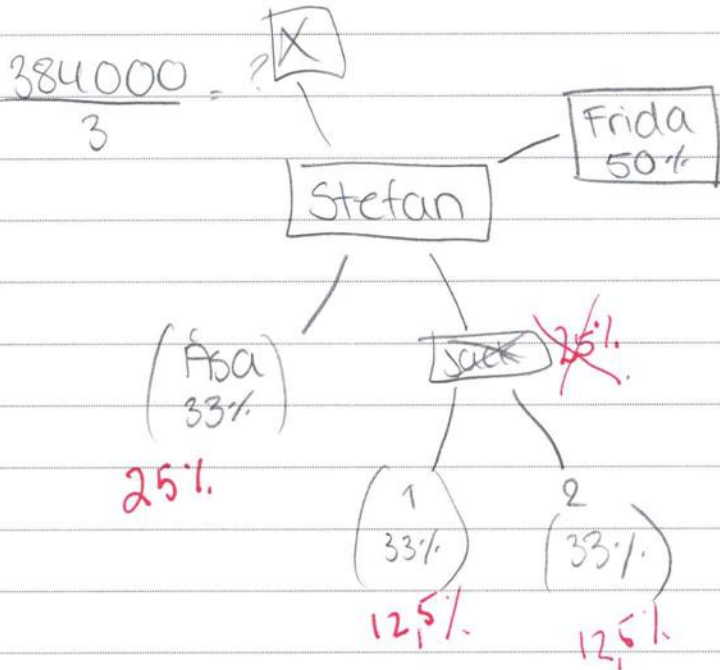 X
384000 = ?
3
Frida
50%
Stefan
Åsa
33%
25%
Jack
25%
1
33%
12,5%
2
33%
12,5%